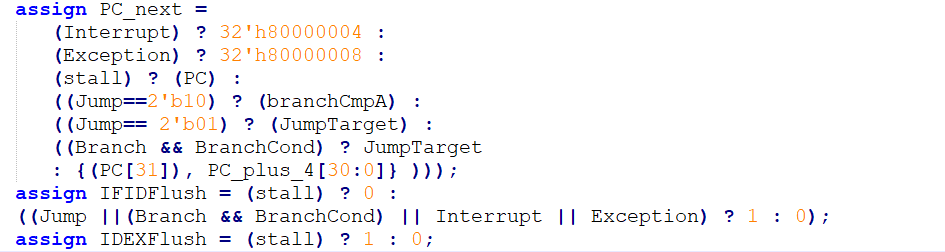 assign PC_next =
(Interrupt) ? 32'h80000004 :
(Exception) ? 32'h80000008 :
(stall) ? (PC) :
((Jump==2'b10) ? (branchCmpA) :
((Jump== 2'b01) ? (JumpTarget) :
((Branch && BranchCond) ? JumpTarget
: {(PC[31]), PC_plus_4[30:0]} )));
assign IFIDFlush = (stall) ? 0 :
((Jump ||(Branch && BranchCond) || Interrupt || Exception) ? 1 : 0);
assign IDEXFlush = (stall) ? 1 : 0;